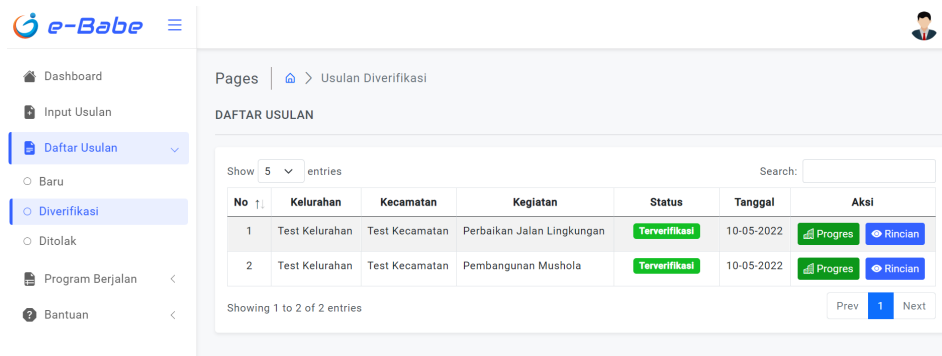 e-Babe
Dashboard
Input Usulan
Daftar Usulan
Baru
Diverifikasi
Ditolak
Program Berjalan
Bantuan
Pages > Usulan Diverifikasi
DAFTAR USULAN
Show 5 entries Search:
No Kelurahan Kecamatan Kegiatan Status Tanggal Aksi
1 Test Kelurahan Test Kecamatan Perbaikan Jalan Lingkungan Terverifikasi 10-05-2022 Progres Rincian
2 Test Kelurahan Test Kecamatan Pembangunan Mushola Terverifikasi 10-05-2022 Progres Rincian
Showing 1 to 2 of 2 entries Prev 1 Next